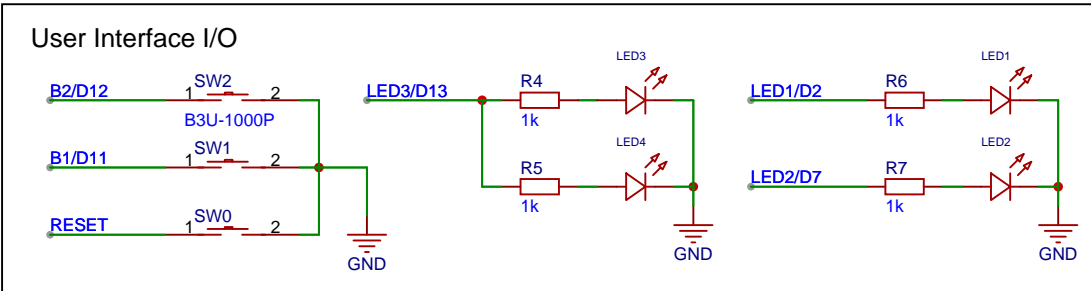 User Interface I/O
B2/D12
1
SW2
2
B3U-1000P
B1/D11
1
SW1
2
RESET
1
SW0
2
GND
LED3/D13
R4
1k
LED3
R5
1k
LED4
GND
LED1/D2
R6
1k
LED1
LED2/D7
R7
1k
LED2
GND